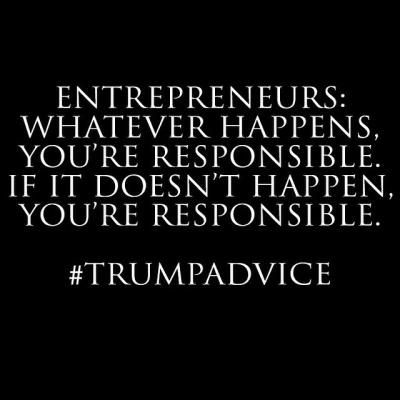 ENTREPRENEURS:
WHATEVER HAPPENS,
YOU'RE RESPONSIBLE.
IF IT DOESN'T HAPPEN,
YOU'RE RESPONSIBLE.
#TRUMPADVICE